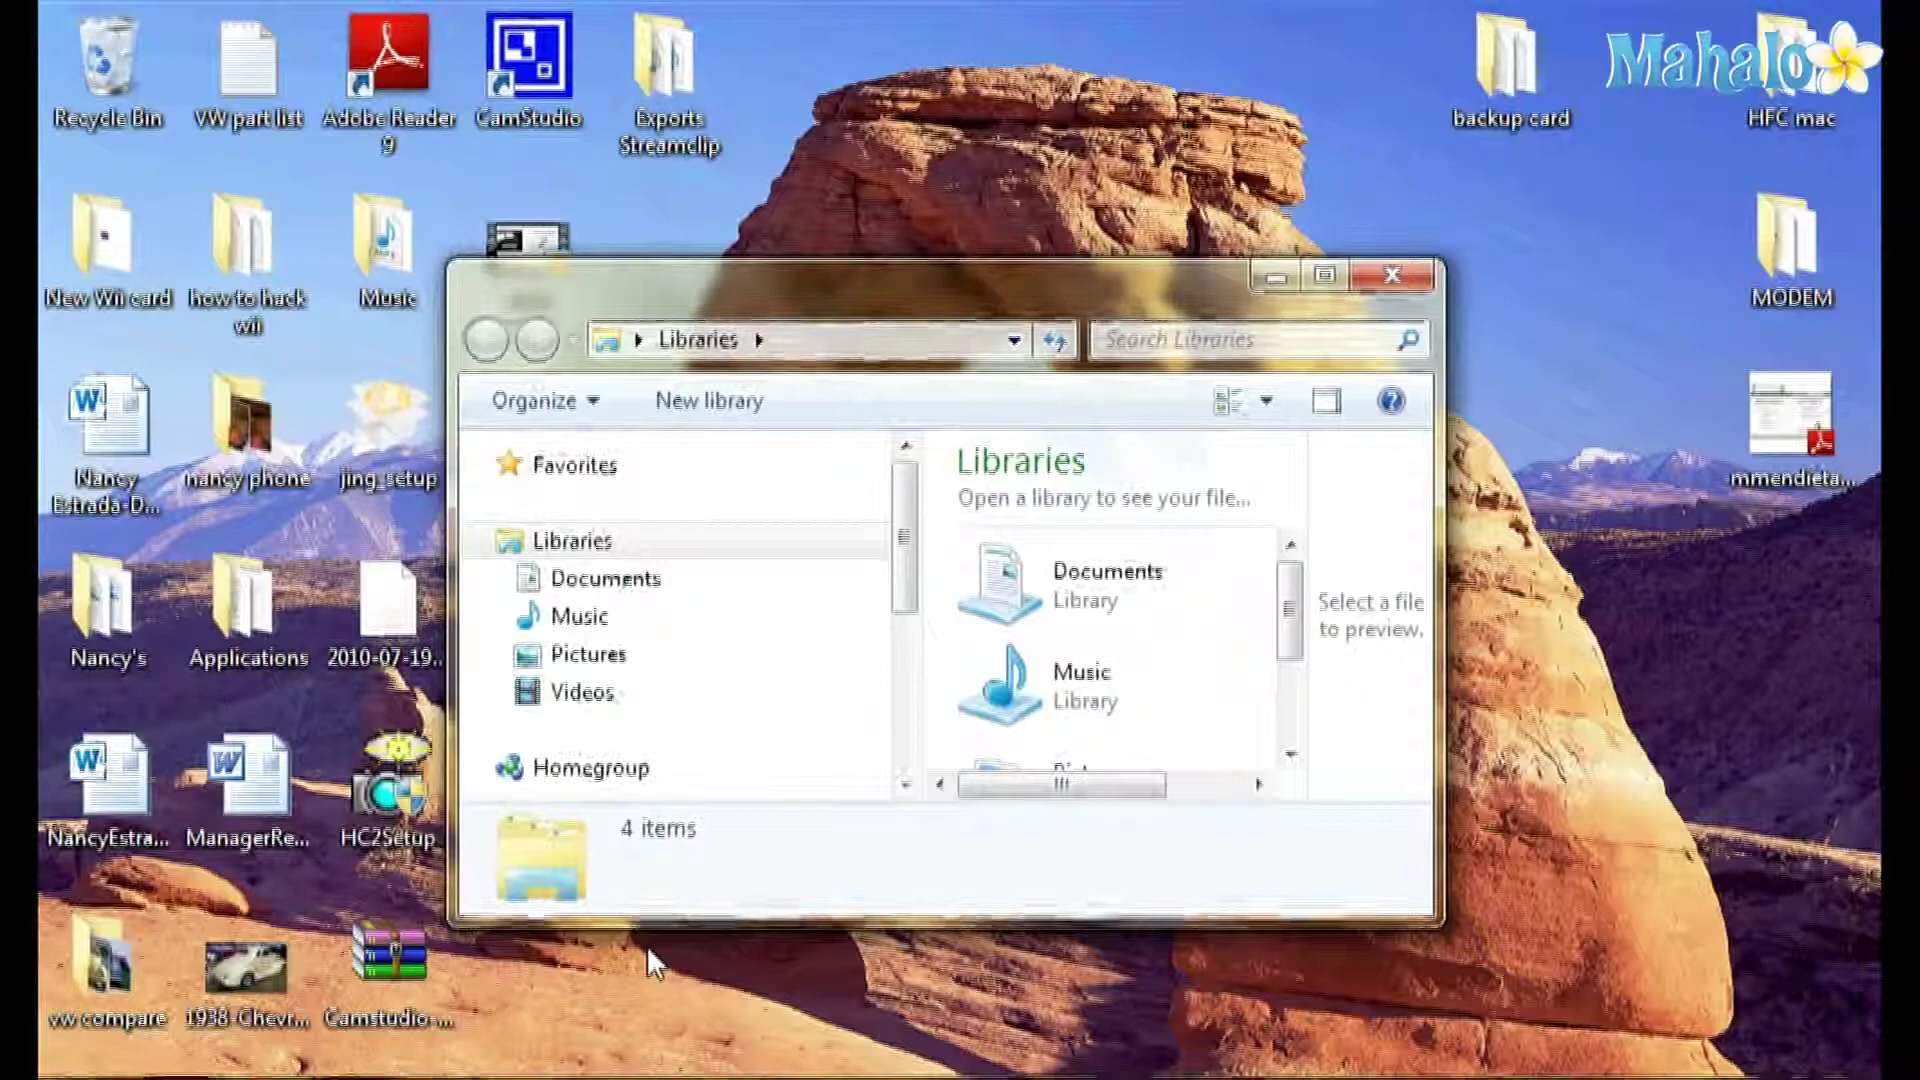 Mahalo
Recycle Bin
VW part list
Adobe Reader
9
CamStudio
Exports
Streamclip
backup card
HFC mac
New Wii card
how to hack
wii
Music
MODEM
Libraries
Search Libraries
Organize
New library
Nancy
Estrada-D...
nancy phone
jing_setup
mmendieta...
Favorites
Libraries
Documents
Music
Pictures
Videos
Homegroup
Libraries
Open a library to see your file...
Documents
Library
Music
Library
Select a file
to preview.
4 items
Nancy's
Applications
2010-07-19...
NancyEstra...
ManagerRe...
HC2Setup
vw compare
1938-Chevr...
Camstudio-...